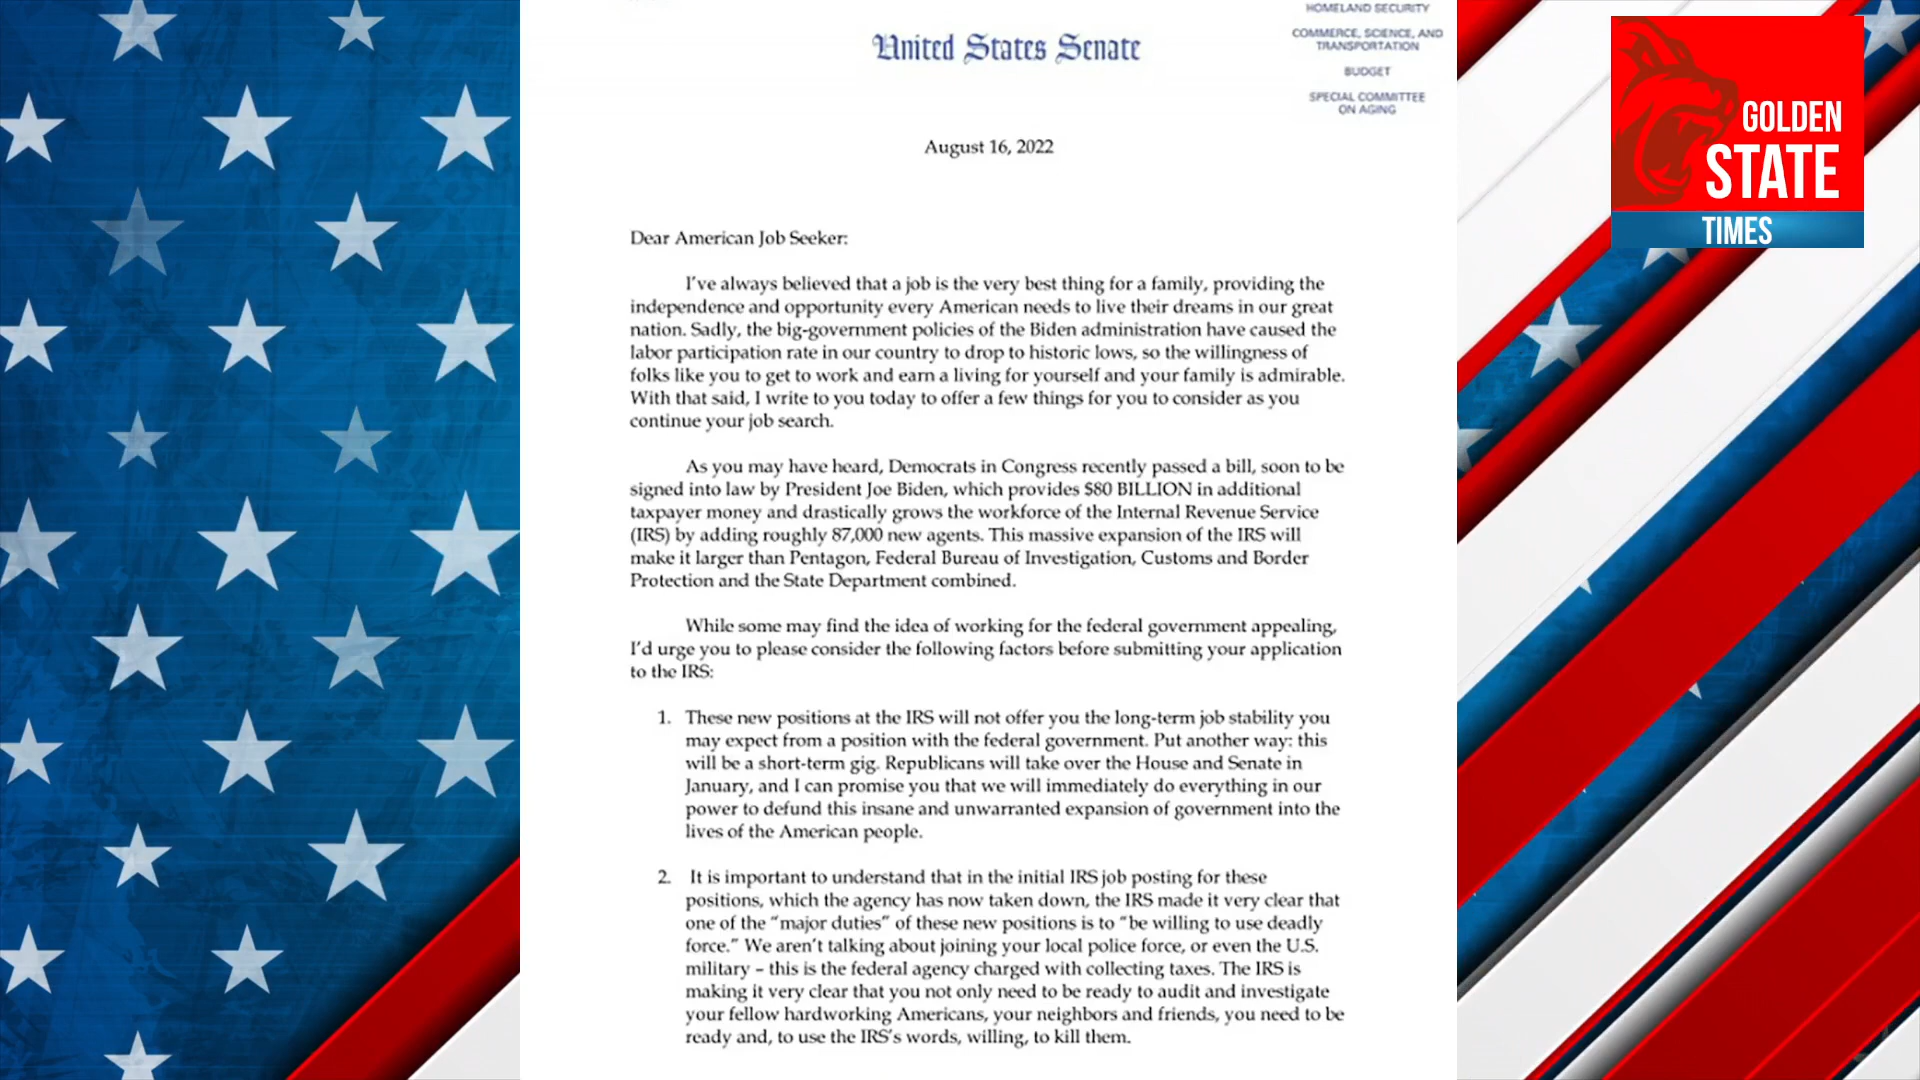 HOMELAND SECURITY
COMMERCE, SCIENCE, AND
TRANSPORTATION
BUDGET
SPECIAL COMMITTEE
ON AGING
United States Senate
GOLDEN
STATE
TIMES
August 16, 2022
Dear American Job Seeker:
I've always believed that a job is the very best thing for a family, providing the
independence and opportunity every American needs to live their dreams in our great
nation. Sadly, the big-government policies of the Biden administration have caused the
labor participation rate in our country to drop to historic lows, so the willingness of
folks like you to get to work and earn a living for yourself and your family is admirable.
With that said, I write to you today to offer a few things for you to consider as you
continue your job search.
As you may have heard, Democrats in Congress recently passed a bill, soon to be
signed into law by President Joe Biden, which provides $80 BILLION in additional
taxpayer money and drastically grows the workforce of the Internal Revenue Service
(IRS) by adding roughly 87,000 new agents. This massive expansion of the IRS will
make it larger than Pentagon, Federal Bureau of Investigation, Customs and Border
Protection and the State Department combined.
While some may find the idea of working for the federal government appealing,
I'd urge you to please consider the following factors before submitting your application
to the IRS:
1. These new positions at the IRS will not offer you the long-term job stability you
may expect from a position with the federal government. Put another way: this
will be a short-term gig. Republicans will take over the House and Senate in
January, and I can promise you that we will immediately do everything in our
power to defund this insane and unwarranted expansion of government into the
lives of the American people.
2. It is important to understand that in the initial IRS job posting for these
positions, which the agency has now taken down, the IRS made it very clear that
one of the "major duties" of these new positions is to "be willing to use deadly
force." We aren't talking about joining your local police force, or even the U.S.
military – this is the federal agency charged with collecting taxes. The IRS is
making it very clear that you not only need to be ready to audit and investigate
your fellow hardworking Americans, your neighbors and friends, you need to be
ready and, to use the IRS's words, willing, to kill them.